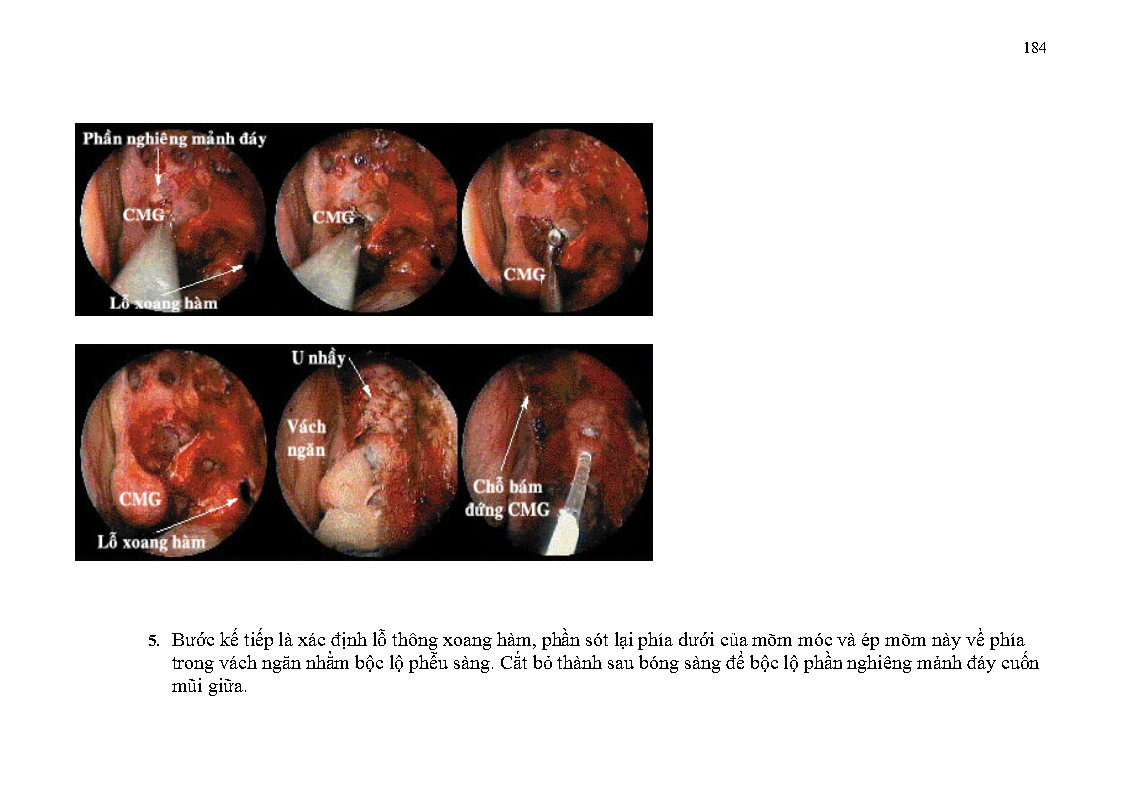 184
Phần nghiêng mảnh đáy
CMG
CMG
CMG
Lỗ xoang hàm
U nhầy
Vách
ngăn
CMG
Chỗ bám
đứng CMG
Lỗ xoang hàm
5. Bước kế tiếp là xác định lỗ thông xoang hàm, phần sót lại phía dưới của mõm móc và ép mõm này về phía
trong vách ngăn nhằm bộc lộ phễu sàng. Cắt bỏ thành sau bóng sàng để bộc lộ phần nghiêng mảnh đáy cuốn
mũi giữa.